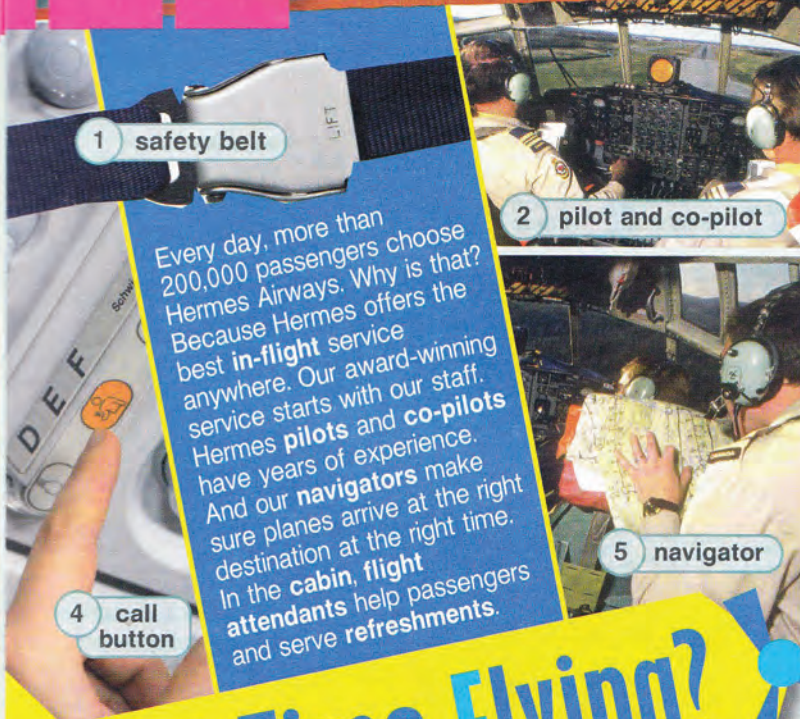 1 safety belt
LIFT
2 pilot and co-pilot
Every day, more than
200,000 passengers choose
Hermes Airways. Why is that?
Because Hermes offers the
best in-flight service
anywhere. Our award-winning
service starts with our staff.
Hermes pilots and co-pilots
have years of experience.
And our navigators make
sure planes arrive at the right
destination at the right time.
In the cabin, flight
attendants help passengers
and serve refreshments.
D E F
4 call
button
5 navigator
Time Flying?